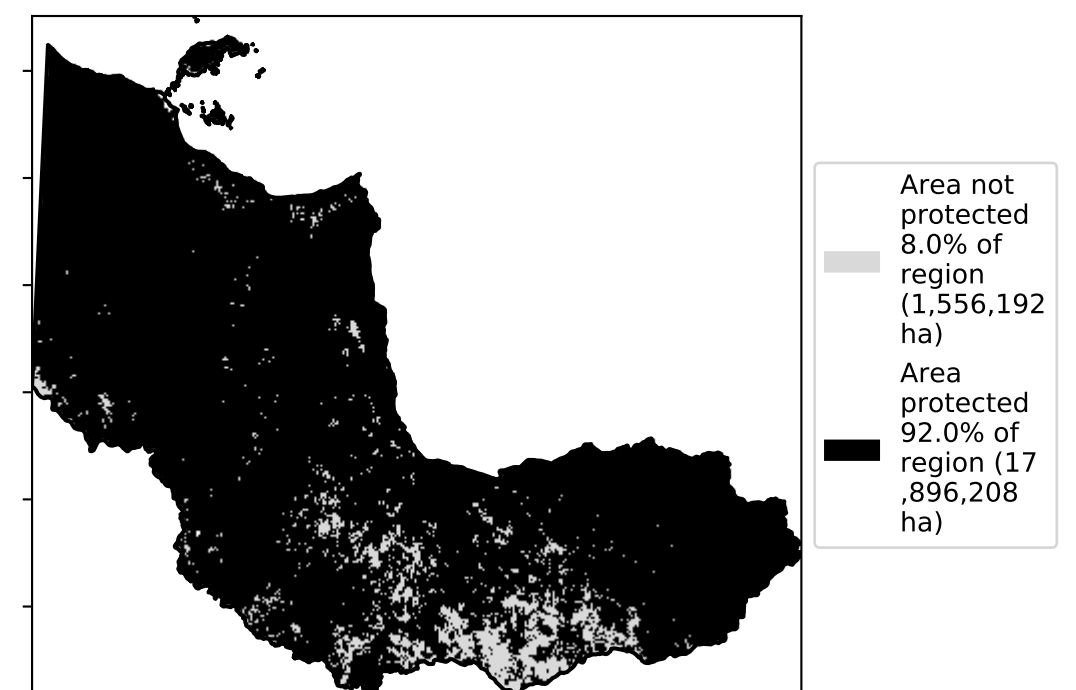 Area not
protected
8.0% of
region
(1,556,192
ha)
Area
protected
92.0% of
region (17
,896,208
ha)